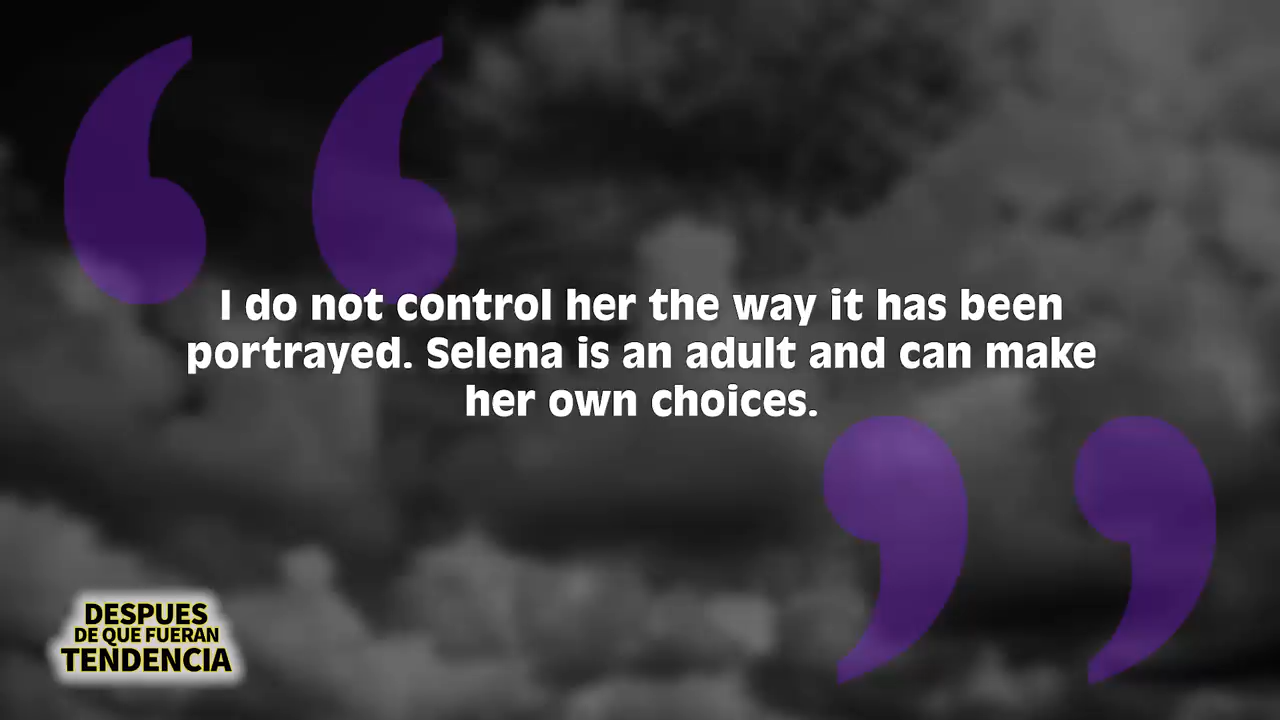 I do not control her the way it has been
portrayed. Selena is an adult and can make
her own choices.
DESPUES
DE QUE FUERAN
TENDENCIA